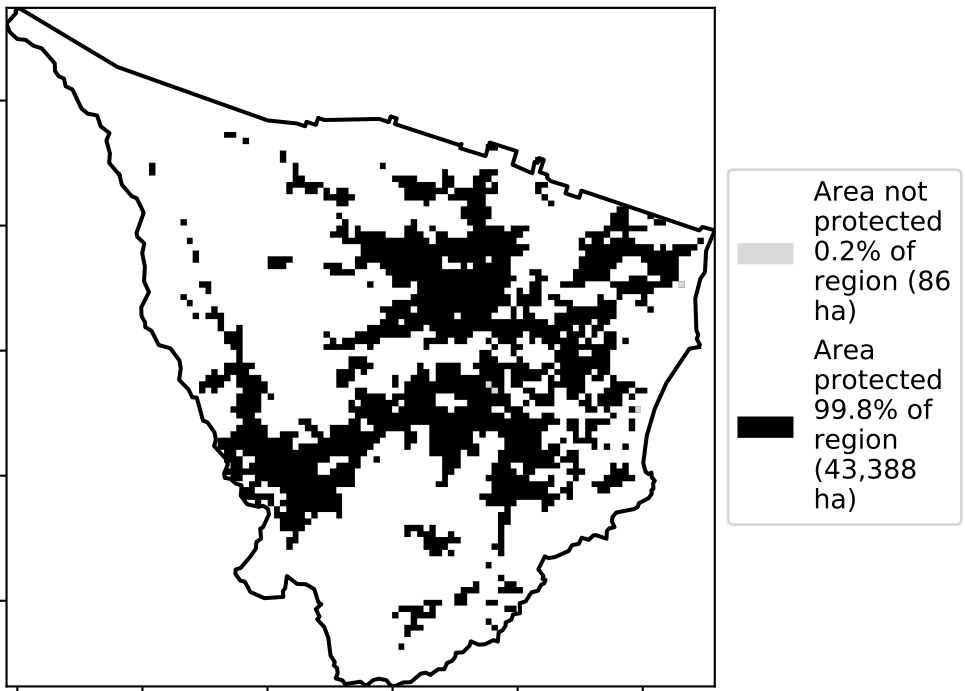 Area not
protected
0.2% of
region (86
ha)
Area
protected
99.8% of
region
(43,388
ha)